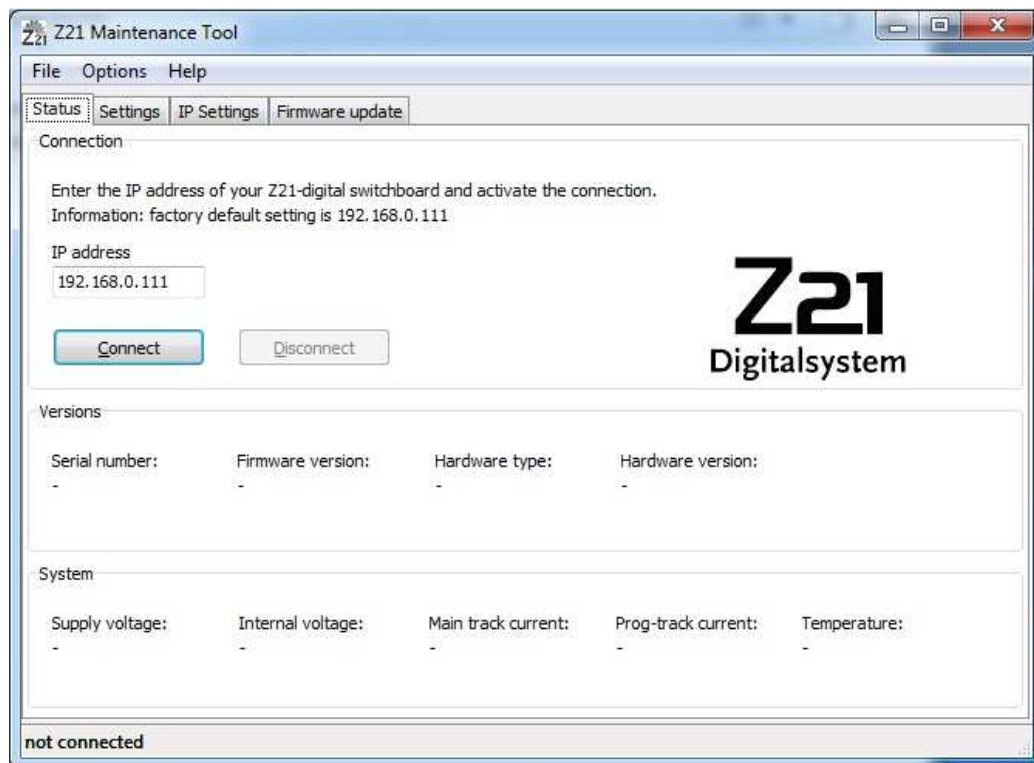 Z21 Z21 Maintenance Tool
File Options Help
Status Settings IP Settings Firmware update
Connection
Enter the IP address of your Z21-digital switchboard and activate the connection.
Information: factory default setting is 192.168.0.111
IP address
192.168.0.111
Connect Disconnect
Z21
Digitalsystem
Versions
Serial number: Firmware version: Hardware type: Hardware version:
- - - -
System
Supply voltage: Internal voltage: Main track current: Prog-track current: Temperature:
- - - - -
not connected